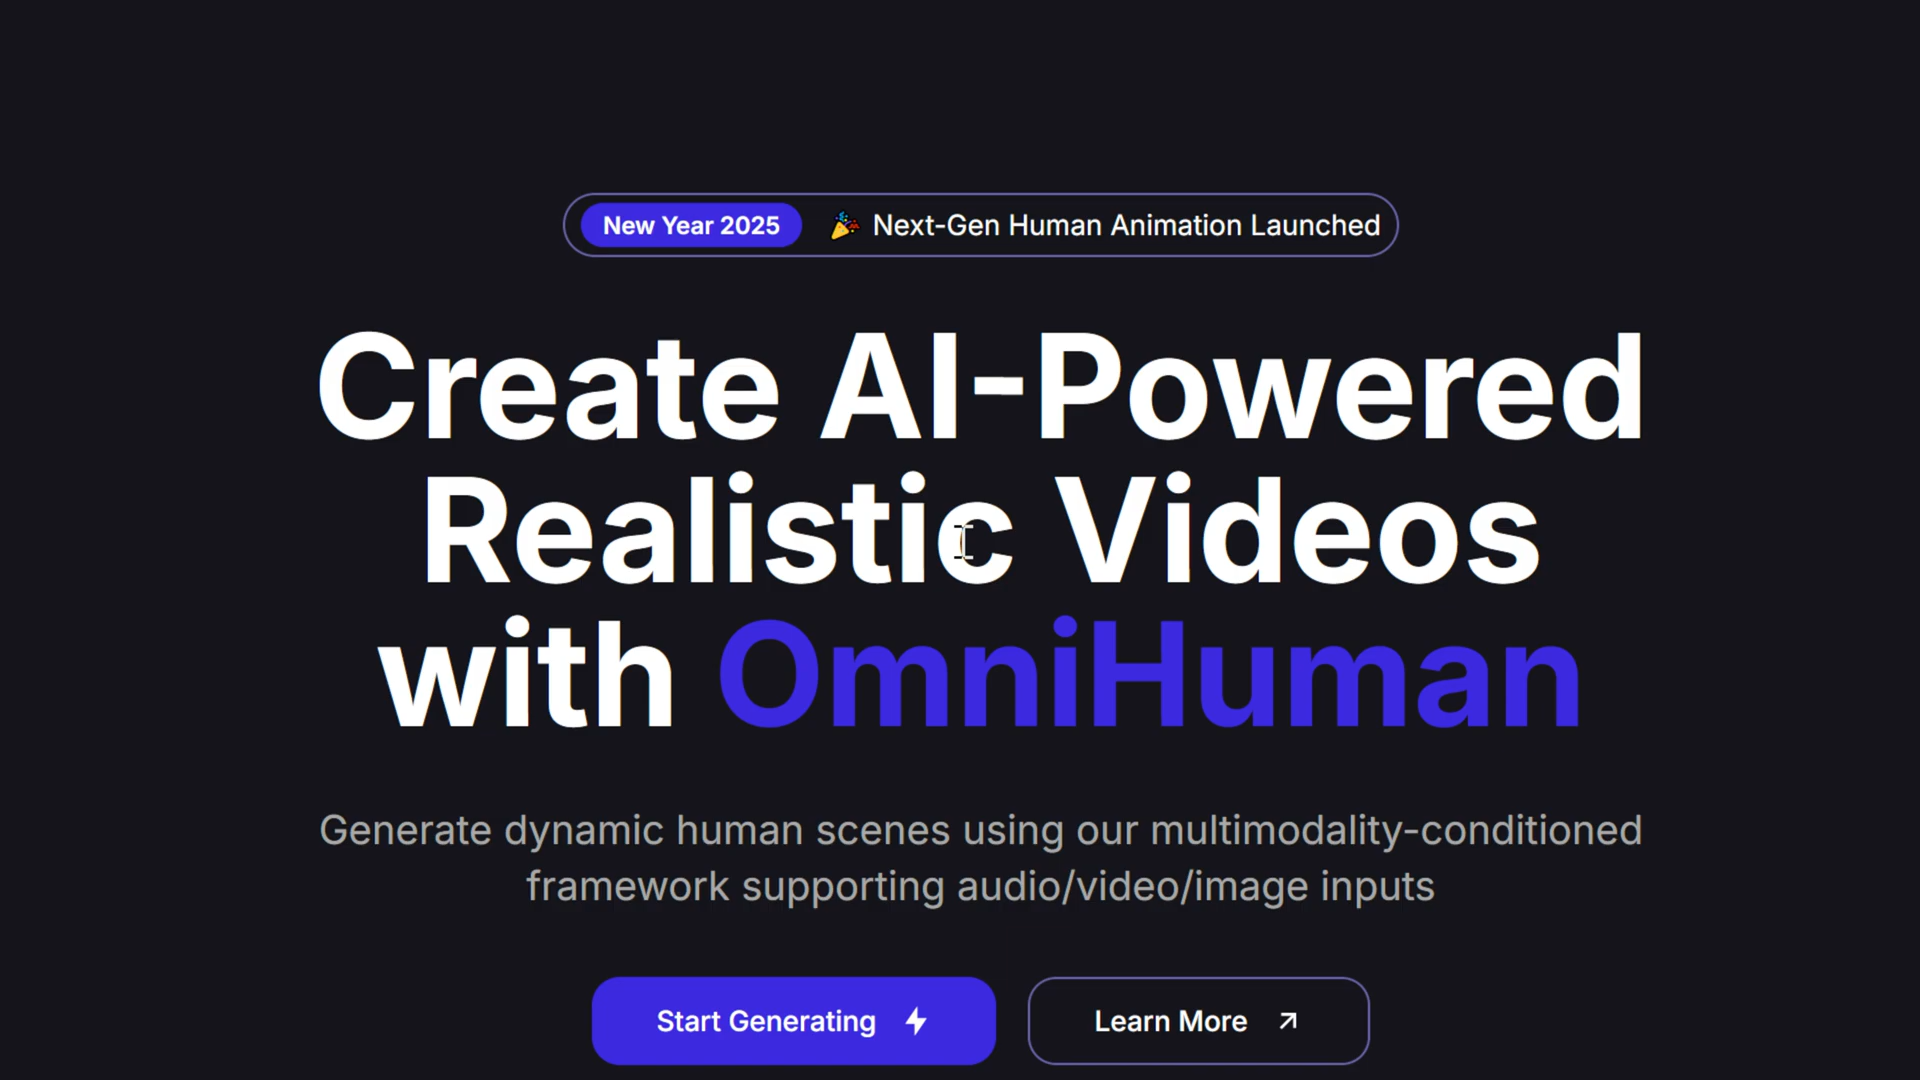 New Year 2025 🎉 Next-Gen Human Animation Launched
Create AI-Powered
Realistic Videos
with OmniHuman
Generate dynamic human scenes using our multimodality-conditioned
framework supporting audio/video/image inputs
Start Generating
Learn More